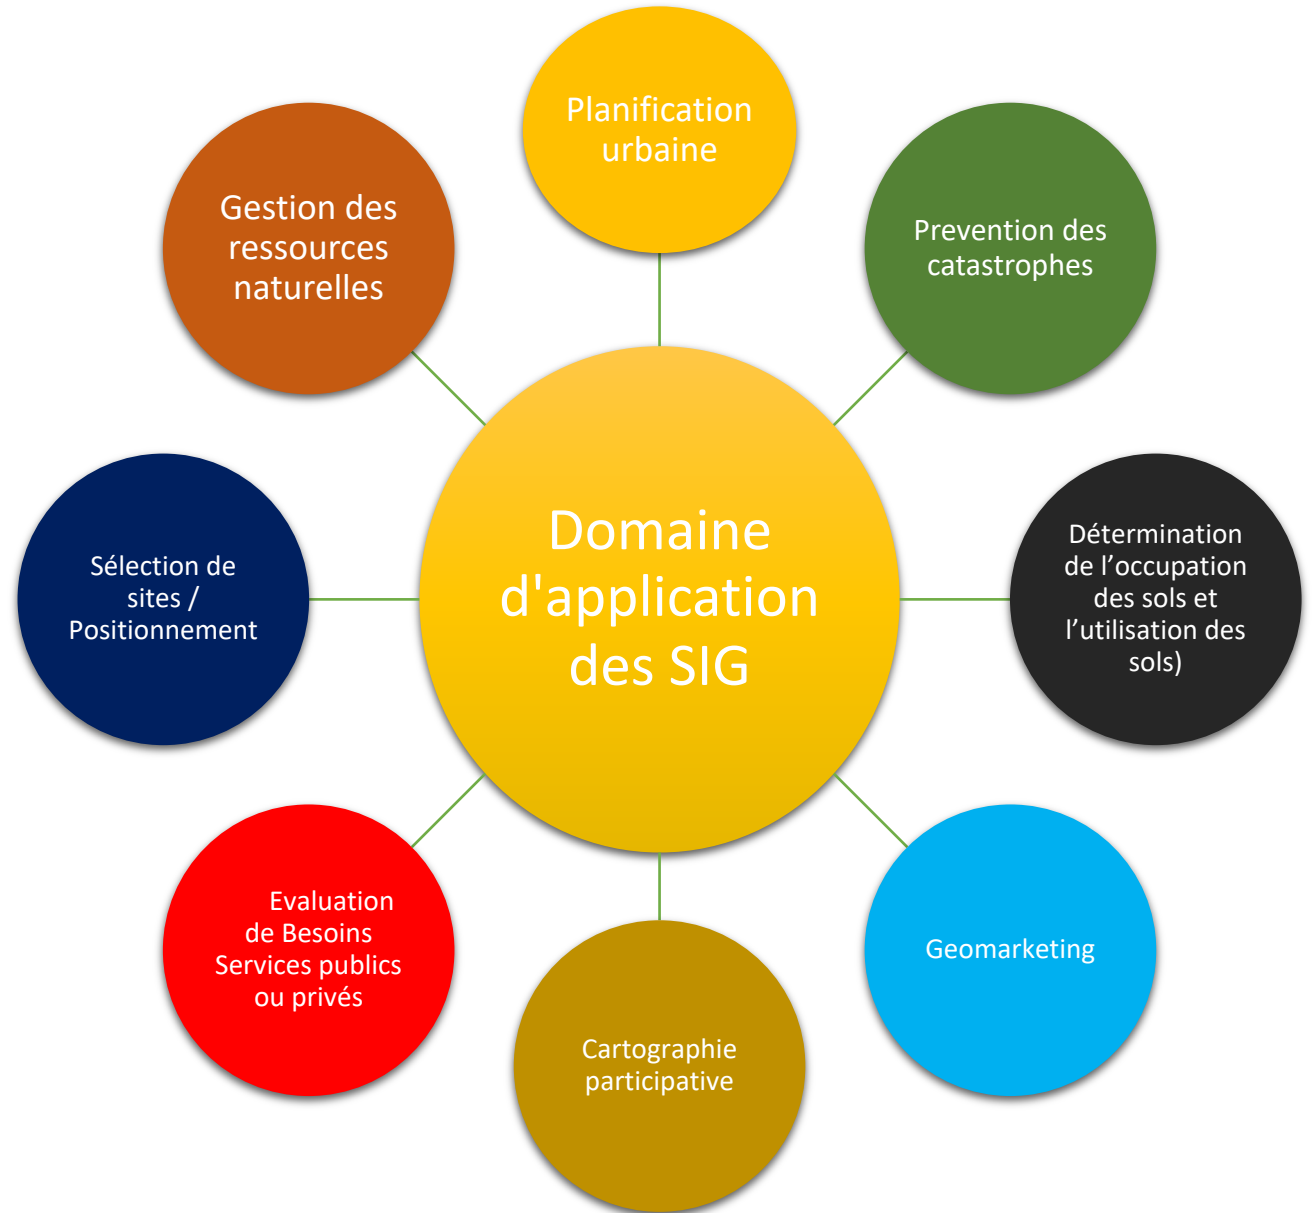 Planification
urbaine
Prevention des
catastrophes
Détermination
de l’occupation
des sols et
l’utilisation des
sols)
Geomarketing
Cartographie
participative
Evaluation
de Besoins
Services publics
ou privés
Sélection de
sites /
Positionnement
Gestion des
ressources
naturelles
Domaine
d'application
des SIG